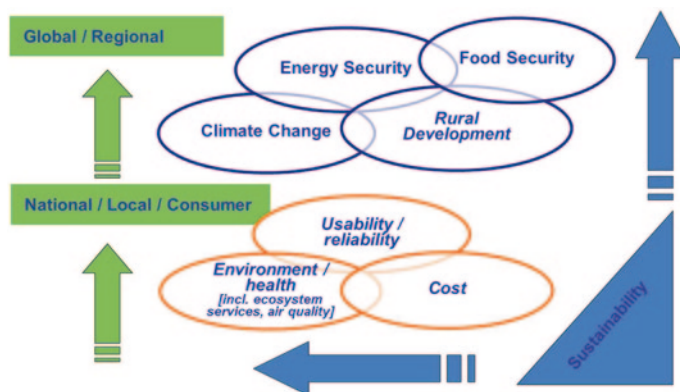 Global / Regional
Energy Security
Food Security
Climate Change
Rural
Development
National / Local / Consumer
Usability /
reliability
Environment /
health
[incl. ecosystem
services, air quality]
Cost
Sustainability